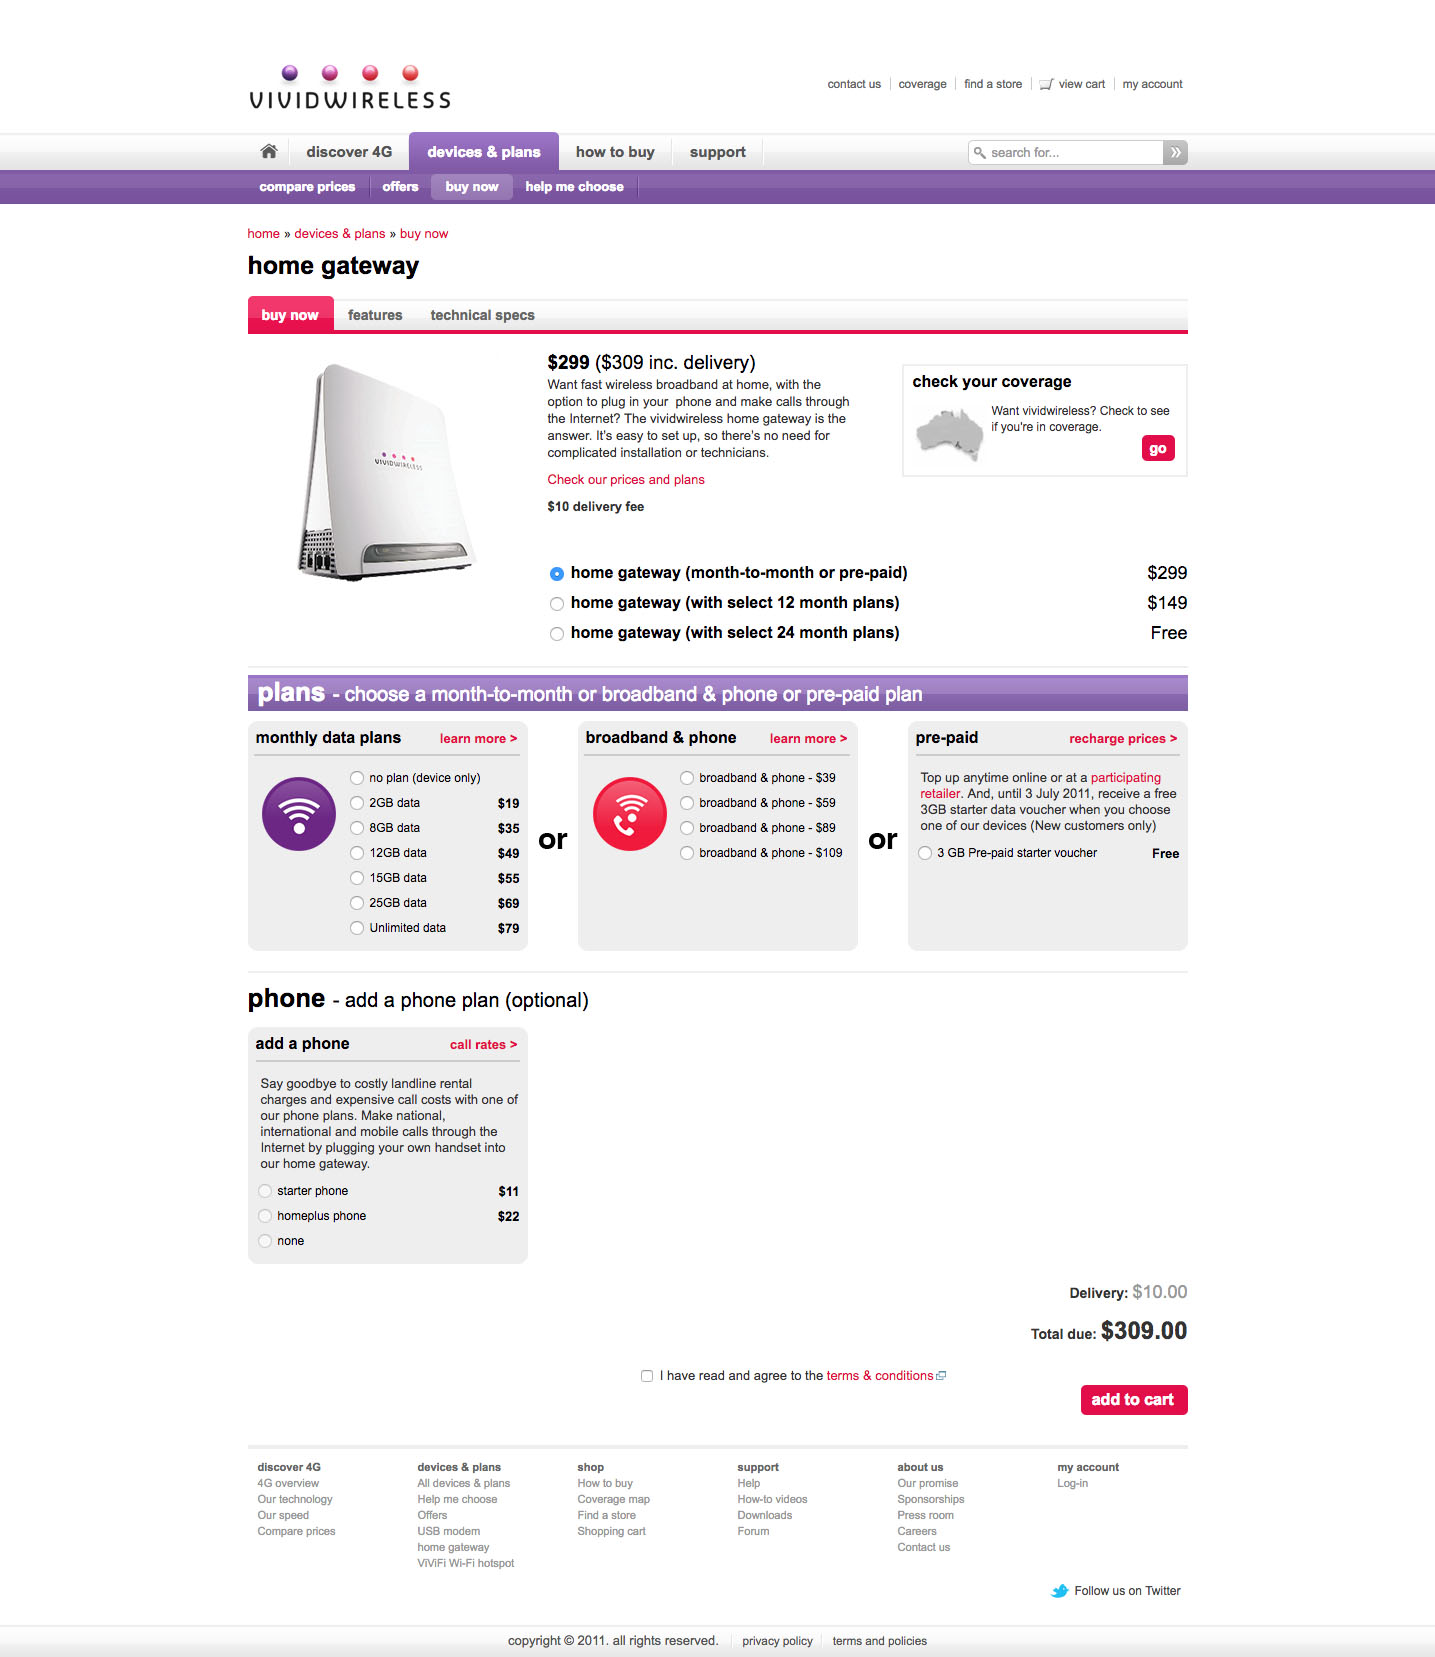 VIVIDWIRELESS
contact us
coverage
find a store
view cart
my account
discover 4G
devices & plans
how to buy
support
search for...
compare prices
offers
buy now
help me choose
home » devices & plans » buy now
home gateway
buy now
features
technical specs
VIVIDWIRELESS
$299 ($309 inc. delivery)
Want fast wireless broadband at home, with the
option to plug in your phone and make calls through
the Internet? The vividwireless home gateway is the
answer. It's easy to set up, so there's no need for
complicated installation or technicians.
Check our prices and plans
$10 delivery fee
check your coverage
Want vividwireless? Check to see
if you're in coverage.
go
home gateway (month-to-month or pre-paid) $299
home gateway (with select 12 month plans) $149
home gateway (with select 24 month plans) Free
plans - choose a month-to-month or broadband & phone or pre-paid plan
monthly data plans learn more >
no plan (device only)
2GB data $19
8GB data $35
12GB data $49
15GB data $55
25GB data $69
Unlimited data $79
or
broadband & phone learn more >
broadband & phone - $39
broadband & phone - $59
broadband & phone - $89
broadband & phone - $109
or
pre-paid recharge prices >
Top up anytime online or at a participating
retailer. And, until 3 July 2011, receive a free
3GB starter data voucher when you choose
one of our devices (New customers only)
3 GB Pre-paid starter voucher Free
phone - add a phone plan (optional)
add a phone call rates >
Say goodbye to costly landline rental
charges and expensive call costs with one of
our phone plans. Make national,
international and mobile calls through the
Internet by plugging your own handset into
our home gateway.
starter phone $11
homeplus phone $22
none
Delivery: $10.00
Total due: $309.00
I have read and agree to the terms & conditions
add to cart
discover 4G
4G overview
Our technology
Our speed
Compare prices
devices & plans
All devices & plans
Help me choose
Offers
USB modem
home gateway
ViViFi Wi-Fi hotspot
shop
How to buy
Coverage map
Find a store
Shopping cart
support
Help
How-to videos
Downloads
Forum
about us
Our promise
Sponsorships
Press room
Careers
Contact us
my account
Log-in
Follow us on Twitter
copyright © 2011. all rights reserved.
privacy policy
terms and policies